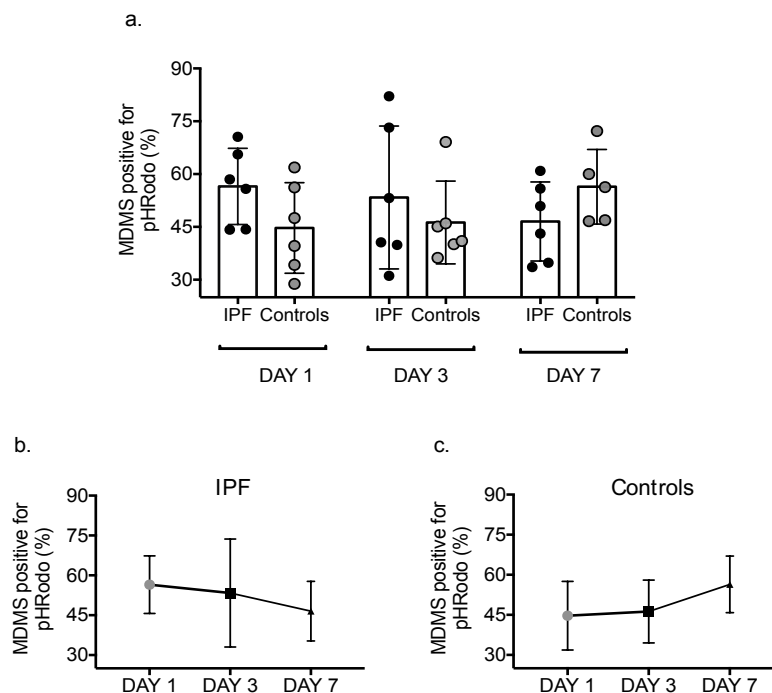 a.
MDMS positive for
pHRodo (%)
90
75
60
45
30
IPF Controls IPF Controls IPF Controls
DAY 1 DAY 3 DAY 7
b.
IPF
MDMS positive for
pHRodo (%)
90
75
60
45
30
DAY 1 DAY 3 DAY 7
c.
Controls
MDMS positive for
pHRodo (%)
90
75
60
45
30
DAY 1 DAY 3 DAY 7